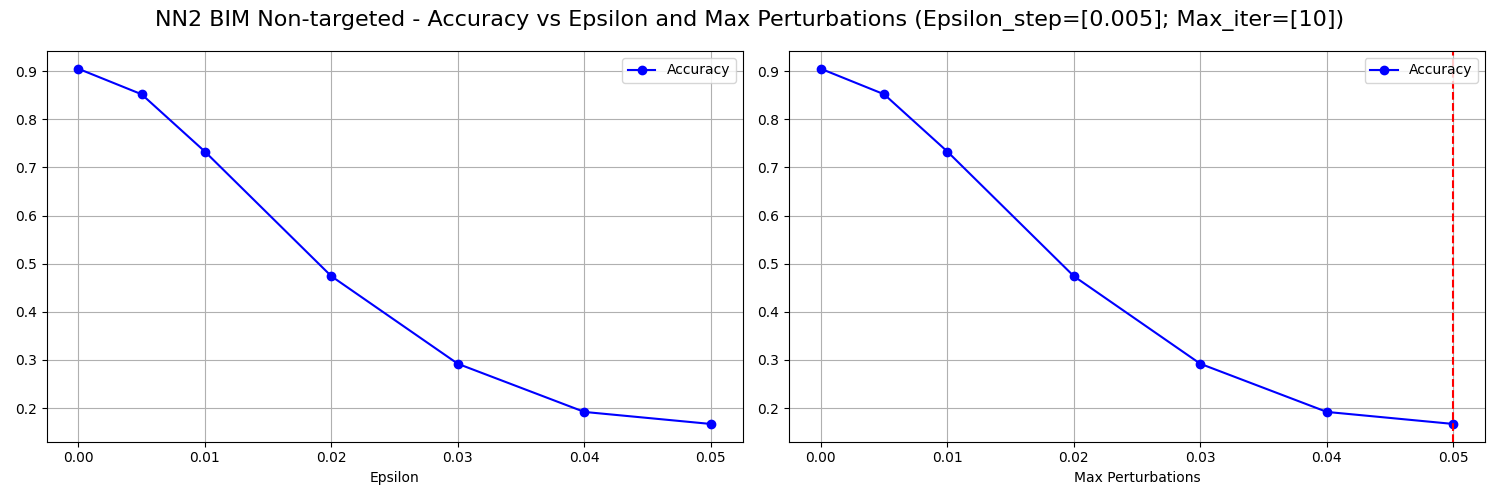 NN2 BIM Non-targeted - Accuracy vs Epsilon and Max Perturbations (Epsilon_step=[0.005]; Max_iter=[10])
Accuracy
0.9
0.8
0.7
0.6
0.5
0.4
0.3
0.2
0.00 0.01 0.02 0.03 0.04 0.05
Epsilon
Accuracy
0.9
0.8
0.7
0.6
0.5
0.4
0.3
0.2
0.00 0.01 0.02 0.03 0.04 0.05
Max Perturbations